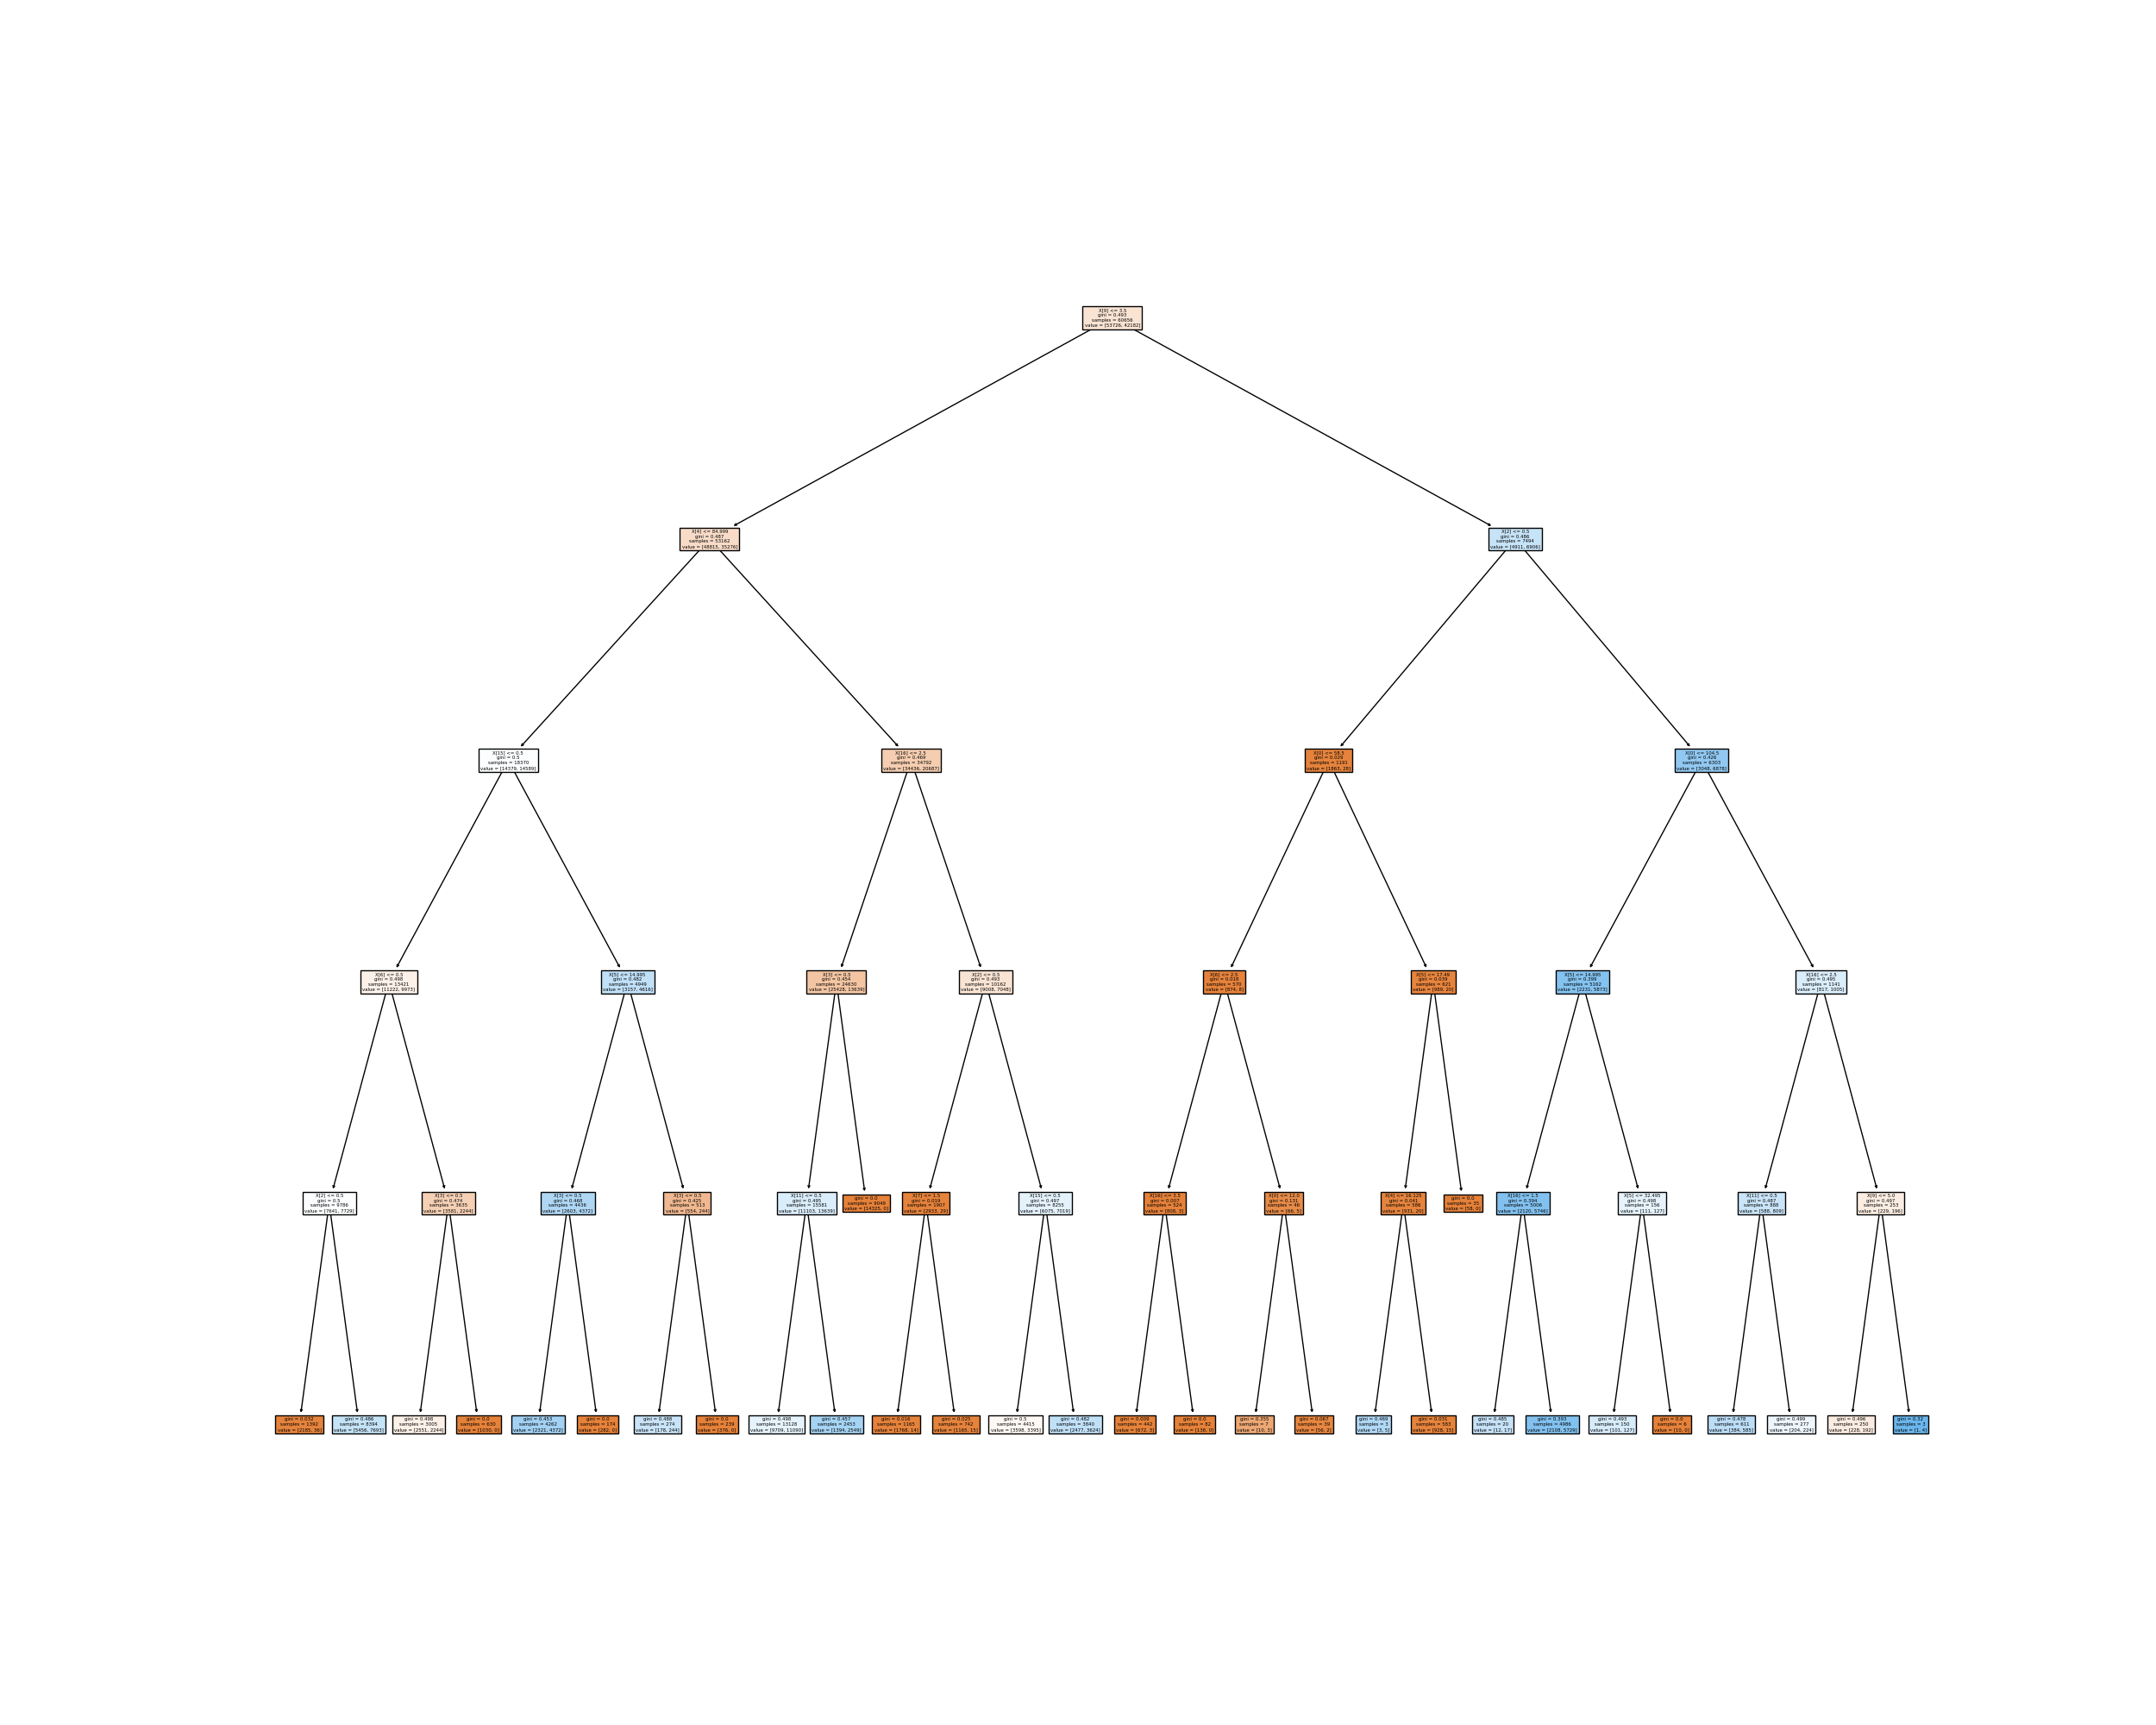 X[9] <= 3.5
gini = 0.493
samples = 60656
value = [53726, 42182]
X[4] <= 84.999
gini = 0.487
samples = 53162
value = [48815, 35276]
X[2] <= 0.5
gini = 0.486
samples = 7494
value = [4911, 6906]
X[15] <= 0.5
gini = 0.5
samples = 18370
value = [14379, 14589]
X[16] <= 2.5
gini = 0.469
samples = 34792
value = [34436, 20687]
X[0] <= 58.5
gini = 0.029
samples = 1191
value = [1863, 28]
X[0] <= 104.5
gini = 0.426
samples = 6303
value = [3048, 6878]
X[6] <= 0.5
gini = 0.498
samples = 13421
value = [11222, 9973]
X[5] <= 14.995
gini = 0.482
samples = 4949
value = [3157, 4616]
X[3] <= 0.5
gini = 0.454
samples = 24630
value = [25428, 13639]
X[2] <= 0.5
gini = 0.493
samples = 10162
value = [9008, 7048]
X[8] <= 2.5
gini = 0.018
samples = 570
value = [874, 8]
X[5] <= 17.49
gini = 0.039
samples = 621
value = [989, 20]
X[5] <= 14.995
gini = 0.399
samples = 5162
value = [2231, 5873]
X[16] <= 2.5
gini = 0.495
samples = 1141
value = [817, 1005]
X[2] <= 0.5
gini = 0.5
samples = 9786
value = [7641, 7729]
X[3] <= 0.5
gini = 0.474
samples = 3635
value = [3581, 2244]
X[3] <= 0.5
gini = 0.468
samples = 4436
value = [2603, 4372]
X[3] <= 0.5
gini = 0.425
samples = 513
value = [554, 244]
X[11] <= 0.5
gini = 0.495
samples = 15581
value = [11103, 13639]
gini = 0.0
samples = 9049
value = [14325, 0]
X[7] <= 1.5
gini = 0.019
samples = 1907
value = [2933, 29]
X[15] <= 0.5
gini = 0.497
samples = 8255
value = [6075, 7019]
X[16] <= 3.5
gini = 0.007
samples = 524
value = [808, 3]
X[0] <= 12.0
gini = 0.131
samples = 46
value = [66, 5]
X[4] <= 16.125
gini = 0.041
samples = 586
value = [931, 20]
gini = 0.0
samples = 35
value = [58, 0]
X[16] <= 1.5
gini = 0.394
samples = 5006
value = [2120, 5746]
X[5] <= 32.495
gini = 0.498
samples = 156
value = [111, 127]
X[11] <= 0.5
gini = 0.487
samples = 888
value = [588, 809]
X[9] <= 5.0
gini = 0.497
samples = 253
value = [229, 196]
gini = 0.032
samples = 1392
value = [2185, 36]
gini = 0.486
samples = 8394
value = [5456, 7693]
gini = 0.498
samples = 3005
value = [2551, 2244]
gini = 0.0
samples = 630
value = [1030, 0]
gini = 0.453
samples = 4262
value = [2321, 4372]
gini = 0.0
samples = 174
value = [282, 0]
gini = 0.488
samples = 274
value = [178, 244]
gini = 0.0
samples = 239
value = [376, 0]
gini = 0.498
samples = 13128
value = [9709, 11090]
gini = 0.457
samples = 2453
value = [1394, 2549]
gini = 0.016
samples = 1165
value = [1768, 14]
gini = 0.025
samples = 742
value = [1165, 15]
gini = 0.5
samples = 4415
value = [3598, 3395]
gini = 0.482
samples = 3840
value = [2477, 3624]
gini = 0.009
samples = 442
value = [672, 3]
gini = 0.0
samples = 82
value = [136, 0]
gini = 0.355
samples = 7
value = [10, 3]
gini = 0.067
samples = 39
value = [56, 2]
gini = 0.469
samples = 3
value = [3, 5]
gini = 0.031
samples = 583
value = [928, 15]
gini = 0.485
samples = 20
value = [12, 17]
gini = 0.393
samples = 4986
value = [2108, 5729]
gini = 0.493
samples = 150
value = [101, 127]
gini = 0.0
samples = 6
value = [10, 0]
gini = 0.478
samples = 611
value = [384, 585]
gini = 0.499
samples = 277
value = [204, 224]
gini = 0.496
samples = 250
value = [228, 192]
gini = 0.32
samples = 3
value = [1, 4]